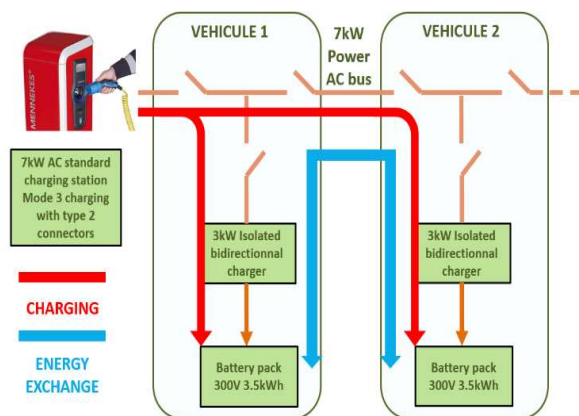 VEHICULE 1
7kW
Power
AC bus
VEHICULE 2
MENNEKES®
7kW AC standard
charging station
Mode 3 charging
with type 2
connectors
3kW Isolated
bidirectionnal
charger
3kW Isolated
bidirectionnal
charger
CHARGING
ENERGY
EXCHANGE
Battery pack
300V 3.5kWh
Battery pack
300V 3.5kWh